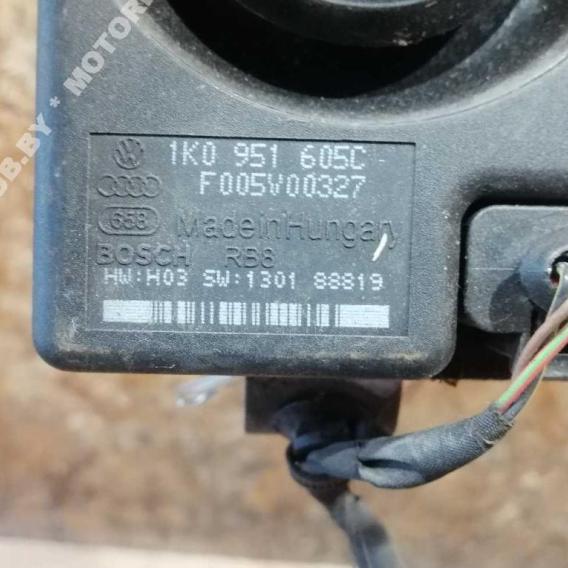 1K0 951 605C
F005V00327
658 Made in Hungary
BOSCH RB8
HW:H03 SW:1301 88819